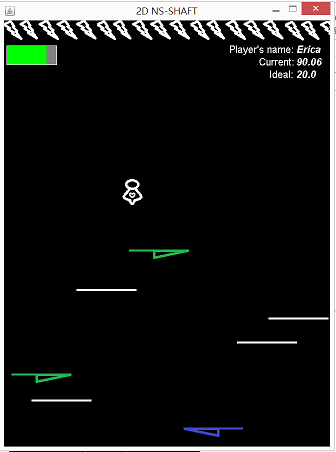 2D NS-SHAFT
Player's name: Erica
Current: 90.06
Ideal: 20.0